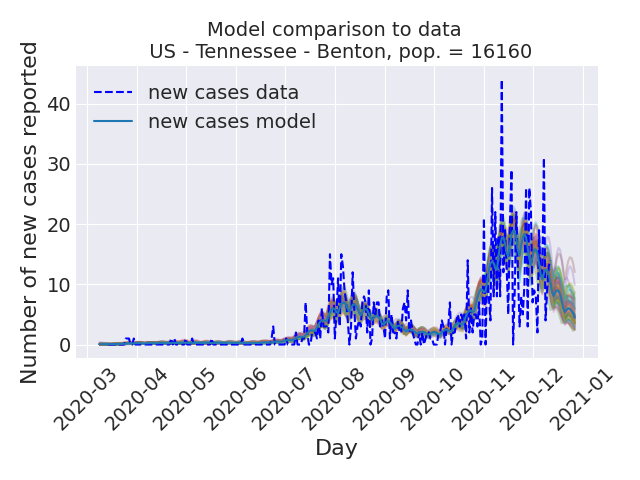 Model comparison to data
US - Tennessee - Benton, pop. = 16160
Number of new cases reported
new cases data
new cases model
40
30
20
10
0
2020-03
2020-04
2020-05
2020-06
2020-07
2020-08
2020-09
2020-10
2020-11
2020-12
2021-01
Day